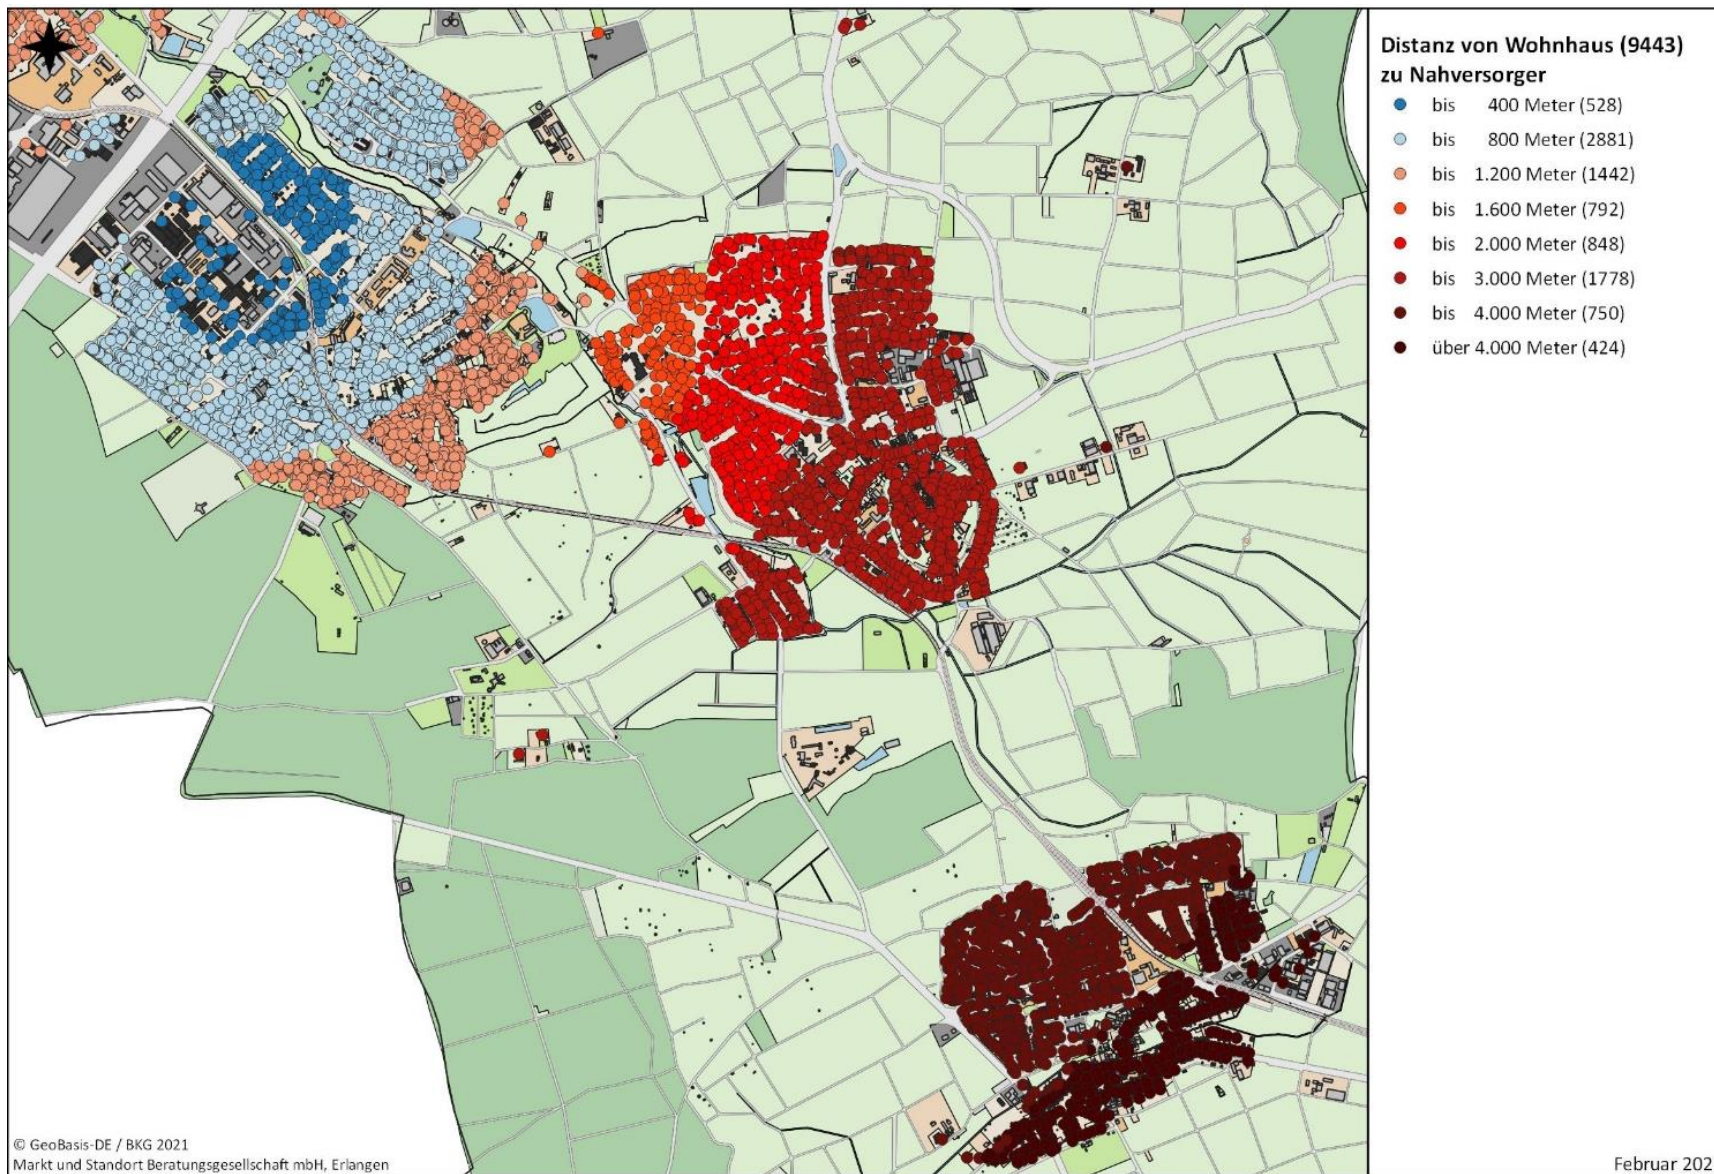 Distanz von Wohnhaus (9443)
zu Nahversorger
bis 400 Meter (528)
bis 800 Meter (2881)
bis 1.200 Meter (1442)
bis 1.600 Meter (792)
bis 2.000 Meter (848)
bis 3.000 Meter (1778)
bis 4.000 Meter (750)
über 4.000 Meter (424)
© GeoBasis-DE / BKG 2021
Markt und Standort Beratungsgesellschaft mbH, Erlangen
Februar 202